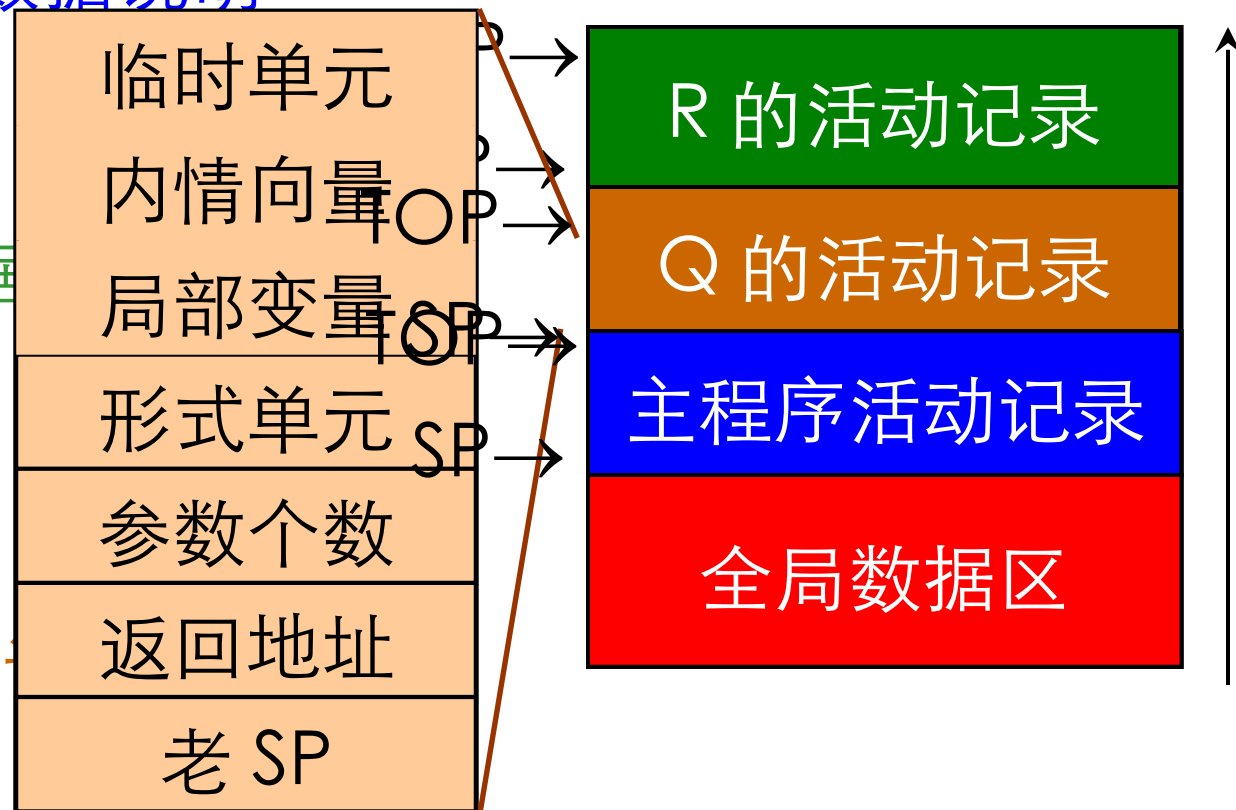 临时单元
内情向量
局部变量
形式单元
参数个数
返回地址
老 SP
TOP
SP
SP
R 的活动记录
Q 的活动记录
主程序活动记录
全局数据区